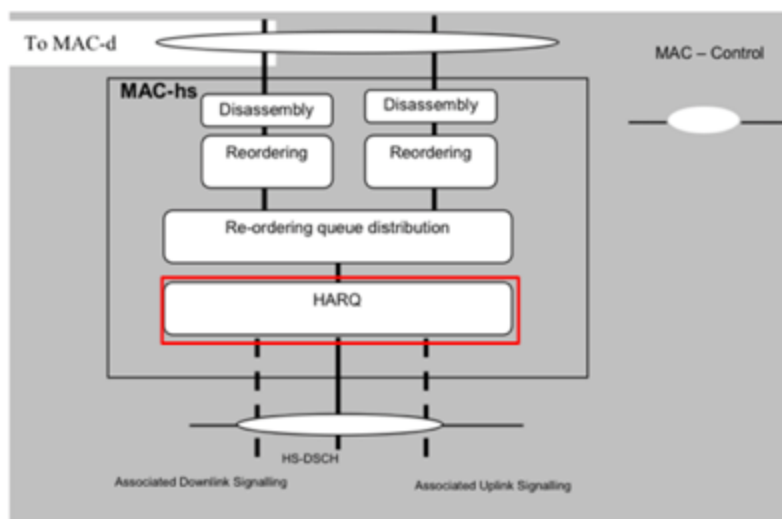 To MAC-d
MAC – Control
MAC-hs
Disassembly
Disassembly
Reordering
Reordering
Re-ordering queue distribution
HARQ
HS-DSCH
Associated Downlink Signalling
Associated Uplink Signalling